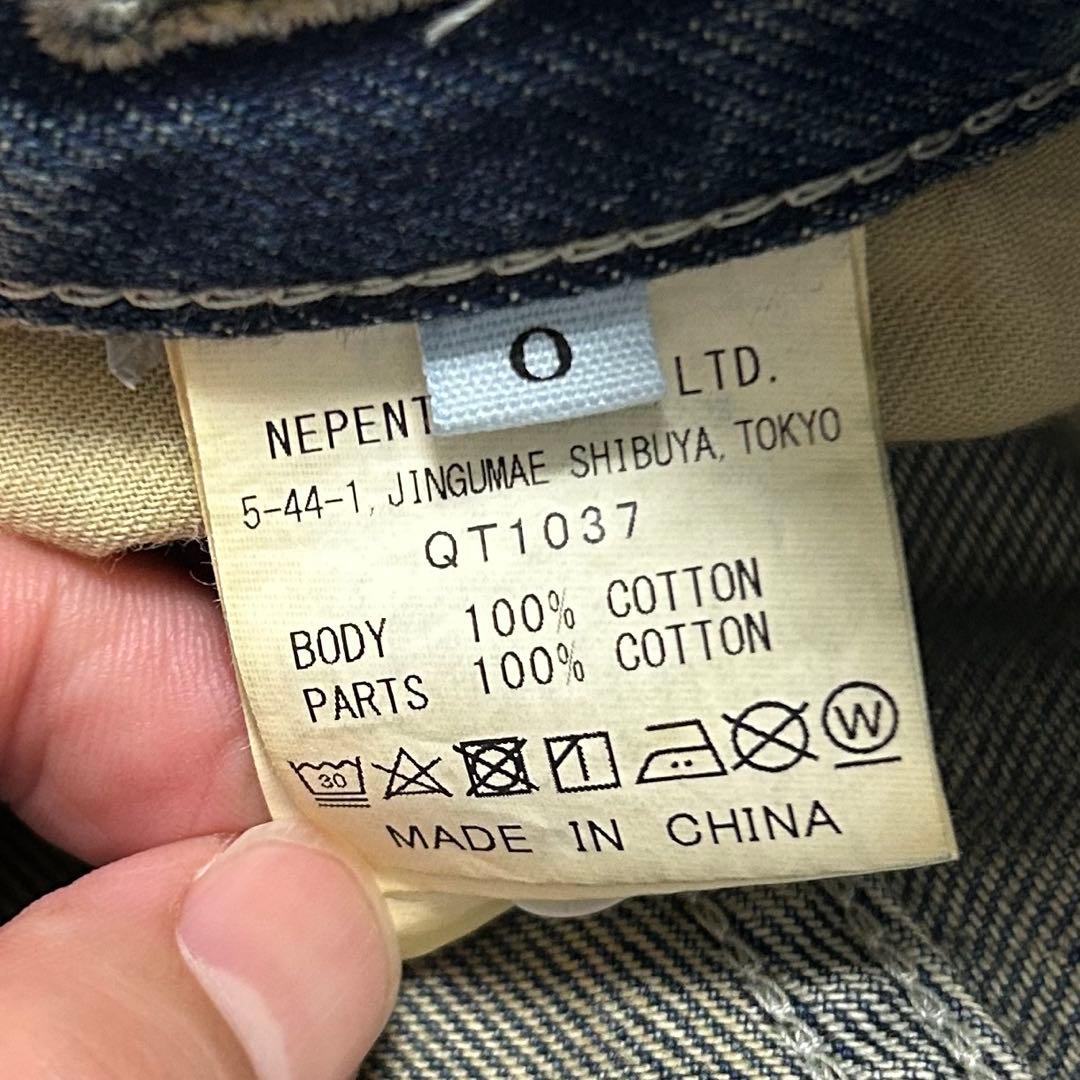 O
NEPENT LTD.
5-44-1, JINGUMAE SHIBUYA, TOKYO
QT1037
BODY 100% COTTON
PARTS 100% COTTON
30 W
MADE IN CHINA